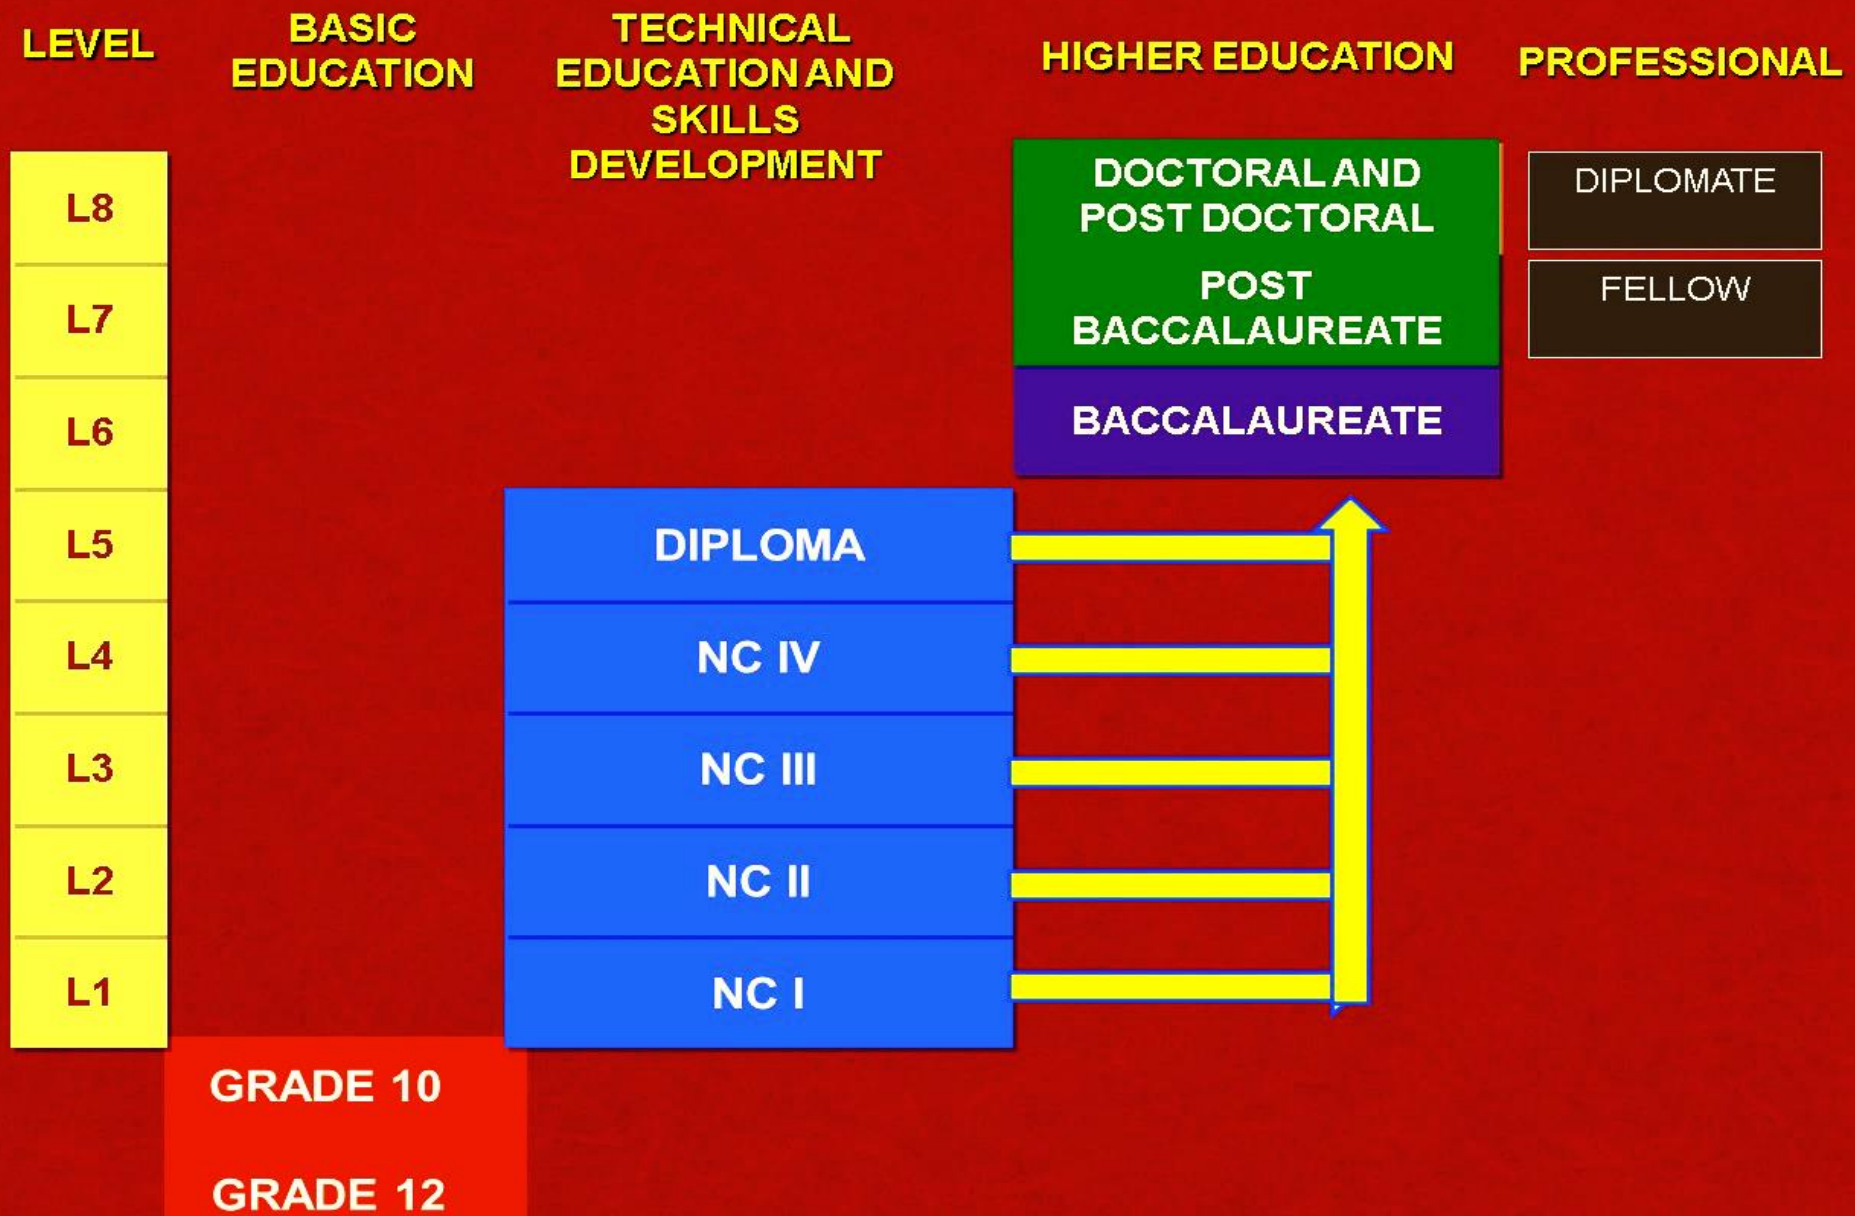 LEVEL
BASIC
EDUCATION
TECHNICAL
EDUCATION AND
SKILLS
DEVELOPMENT
HIGHER EDUCATION
PROFESSIONAL
L8
DOCTORAL AND
POST DOCTORAL
DIPLOMATE
L7
POST
BACCALAUREATE
FELLOW
L6
BACCALAUREATE
L5
DIPLOMA
L4
NC IV
L3
NC III
L2
NC II
L1
NC I
GRADE 10
GRADE 12